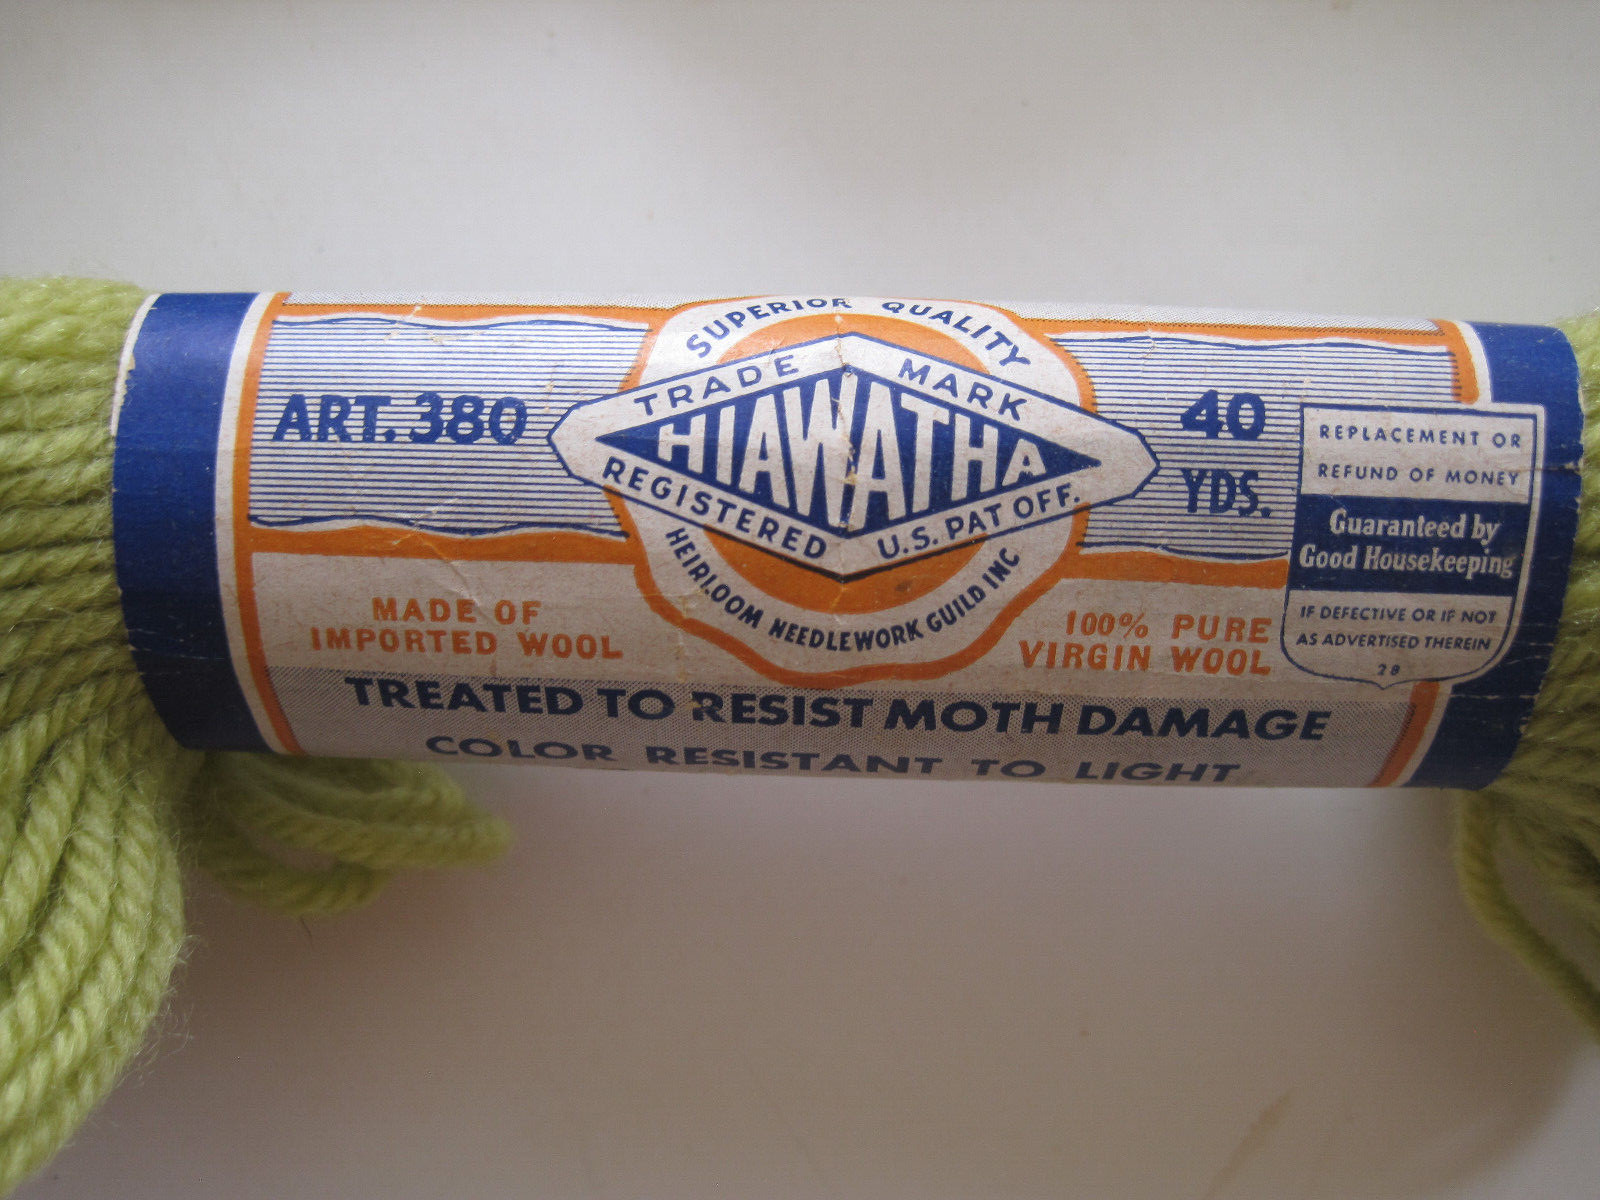 SUPERIOR QUALITY
TRADE MARK
HIAWATHA
REGISTERED U.S. PAT OFF.
HEIRLOOM NEEDLEWORK GUILD INC
ART. 380
40
YDS.
REPLACEMENT OR
REFUND OF MONEY
Guaranteed by
Good Housekeeping
IF DEFECTIVE OR IF NOT
AS ADVERTISED THEREIN
28
MADE OF
IMPORTED WOOL
100% PURE
VIRGIN WOOL
TREATED TO RESIST MOTH DAMAGE
COLOR RESISTANT TO LIGHT